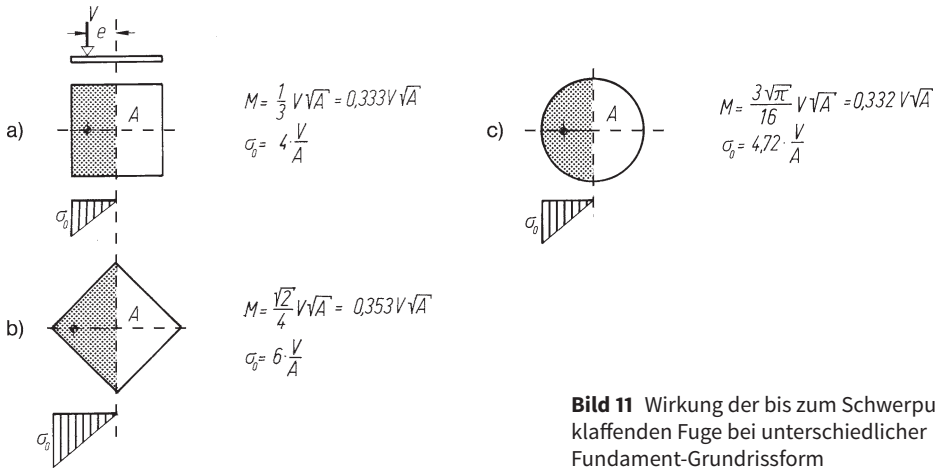 V
e
a)
A
M = 1/3 V√A = 0,333 V√A
σ₀ = 4 · V/A
σ₀
b)
A
M = √2/4 V√A = 0,353 V√A
σ₀ = 6 · V/A
σ₀
c)
A
M = 3√π/16 V√A = 0,332 V√A
σ₀ = 4,72 · V/A
σ₀
Bild 11 Wirkung der bis zum Schwerpu
klaffenden Fuge bei unterschiedlicher
Fundament-Grundrissform